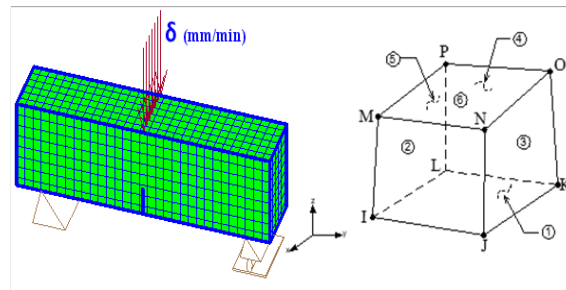 δ (mm/min)
z
x
y
P
④
O
⑤
⑥
M
N
②
③
L
K
I
①
J